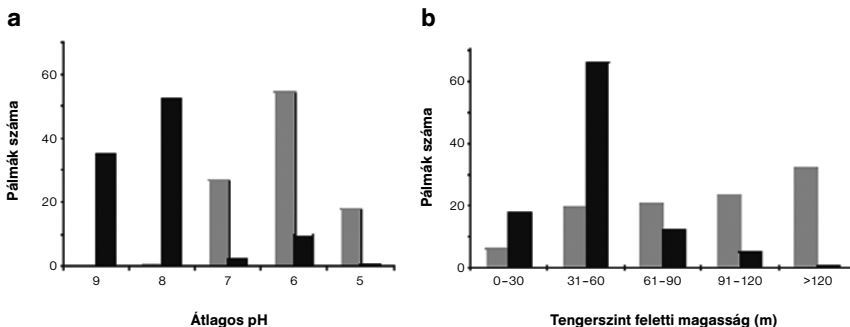 a
Pálmák száma
60
40
20
0
9 8 7 6 5
Átlagos pH
b
Pálmák száma
60
40
20
0
0–30 31–60 61–90 91–120 >120
Tengerszint feletti magasság (m)